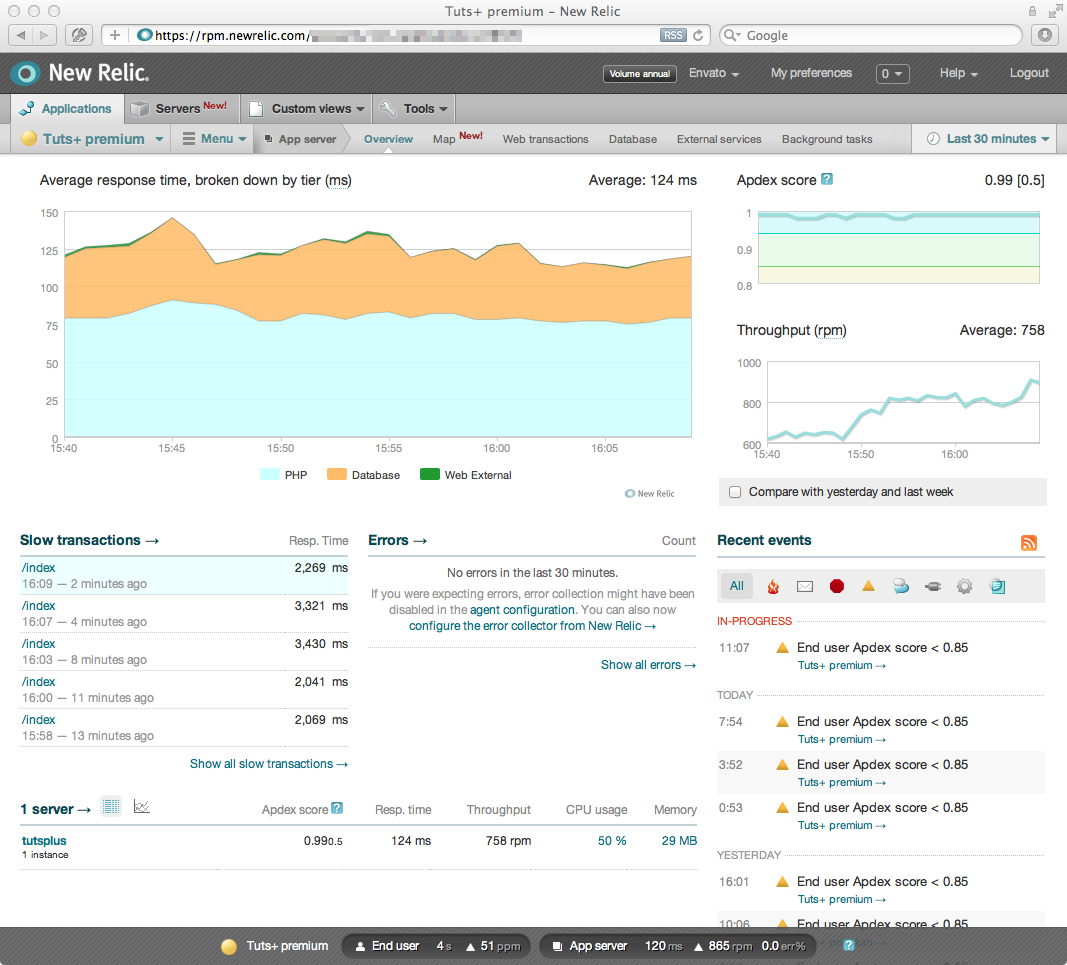 Tuts+ premium – New Relic
https://rpm.newrelic.com/
RSS
Google
New Relic.
Volume annual
Envato
My preferences
0
Help
Logout
Applications
Servers New!
Custom views
Tools
Tuts+ premium
Menu
App server
Overview
Map New!
Web transactions
Database
External services
Background tasks
Last 30 minutes
Average response time, broken down by tier (ms)
Average: 124 ms
150
125
100
75
50
25
0
15:40
15:45
15:50
15:55
16:00
16:05
PHP
Database
Web External
New Relic
Apdex score ?
0.99 [0.5]
1
0.9
0.8
Throughput (rpm)
Average: 758
1000
800
600
15:40
15:50
16:00
Compare with yesterday and last week
Slow transactions →
Resp. Time
/index
2,269 ms
16:09 — 2 minutes ago
/index
3,321 ms
16:07 — 4 minutes ago
/index
3,430 ms
16:03 — 8 minutes ago
/index
2,041 ms
16:00 — 11 minutes ago
/index
2,069 ms
15:58 — 13 minutes ago
Show all slow transactions →
Errors →
Count
No errors in the last 30 minutes.
If you were expecting errors, error collection might have been
disabled in the agent configuration. You can also now
configure the error collector from New Relic →
Show all errors →
Recent events
All
IN-PROGRESS
11:07
End user Apdex score < 0.85
Tuts+ premium →
TODAY
7:54
End user Apdex score < 0.85
Tuts+ premium →
3:52
End user Apdex score < 0.85
Tuts+ premium →
0:53
End user Apdex score < 0.85
Tuts+ premium →
YESTERDAY
16:01
End user Apdex score < 0.85
Tuts+ premium →
10:06
End user Apdex score < 0.85
1 server →
Apdex score ?
Resp. time
Throughput
CPU usage
Memory
tutsplus
0.990.5
124 ms
758 rpm
50 %
29 MB
1 instance
Tuts+ premium
End user
4 s
51 ppm
App server
120 ms
865 rpm
0.0 err%
?